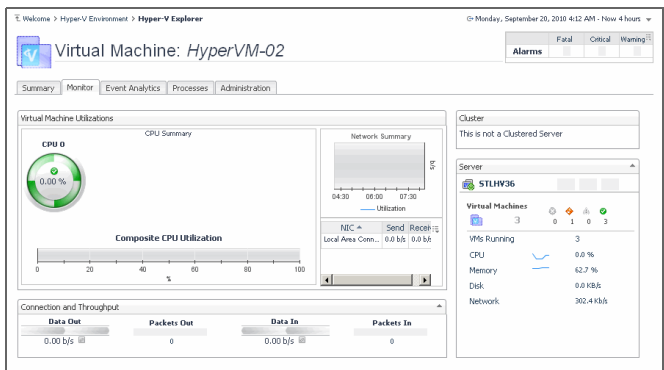 Welcome > Hyper-V Environment > Hyper-V Explorer
Monday, September 20, 2010 4:12 AM - Now 4 hours
Virtual Machine: HyperVM-02
Fatal Critical Warning
Alarms
Summary Monitor Event Analytics Processes Administration
Virtual Machine Utilizations
CPU Summary
CPU 0
0.00 %
Composite CPU Utilization
0 20 40 60 80 100
%
Network Summary
b/s
04:30 06:00 07:30
Utilization
NIC Send Receiv
Local Area Conn... 0.0 b/s 0.0 b/s
Connection and Throughput
Data Out Packets Out Data In Packets In
0.00 b/s 0 0.00 b/s 0
Cluster
This is not a Clustered Server
Server
STLHV36
Virtual Machines
3 0 1 0 3
VMs Running 3
CPU 0.0 %
Memory 62.7 %
Disk 0.0 KB/s
Network 302.4 Kb/s